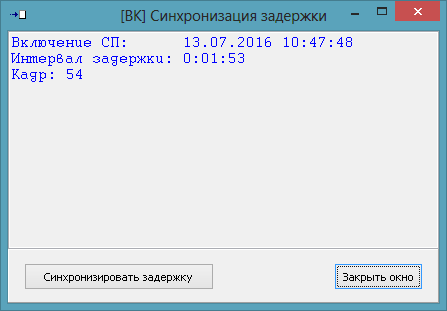 [ВК] Синхронизация задержки
Включение СП: 13.07.2016 10:47:48
Интервал задержки: 0:01:53
Кадр: 54
Синхронизировать задержку
Закрыть окно